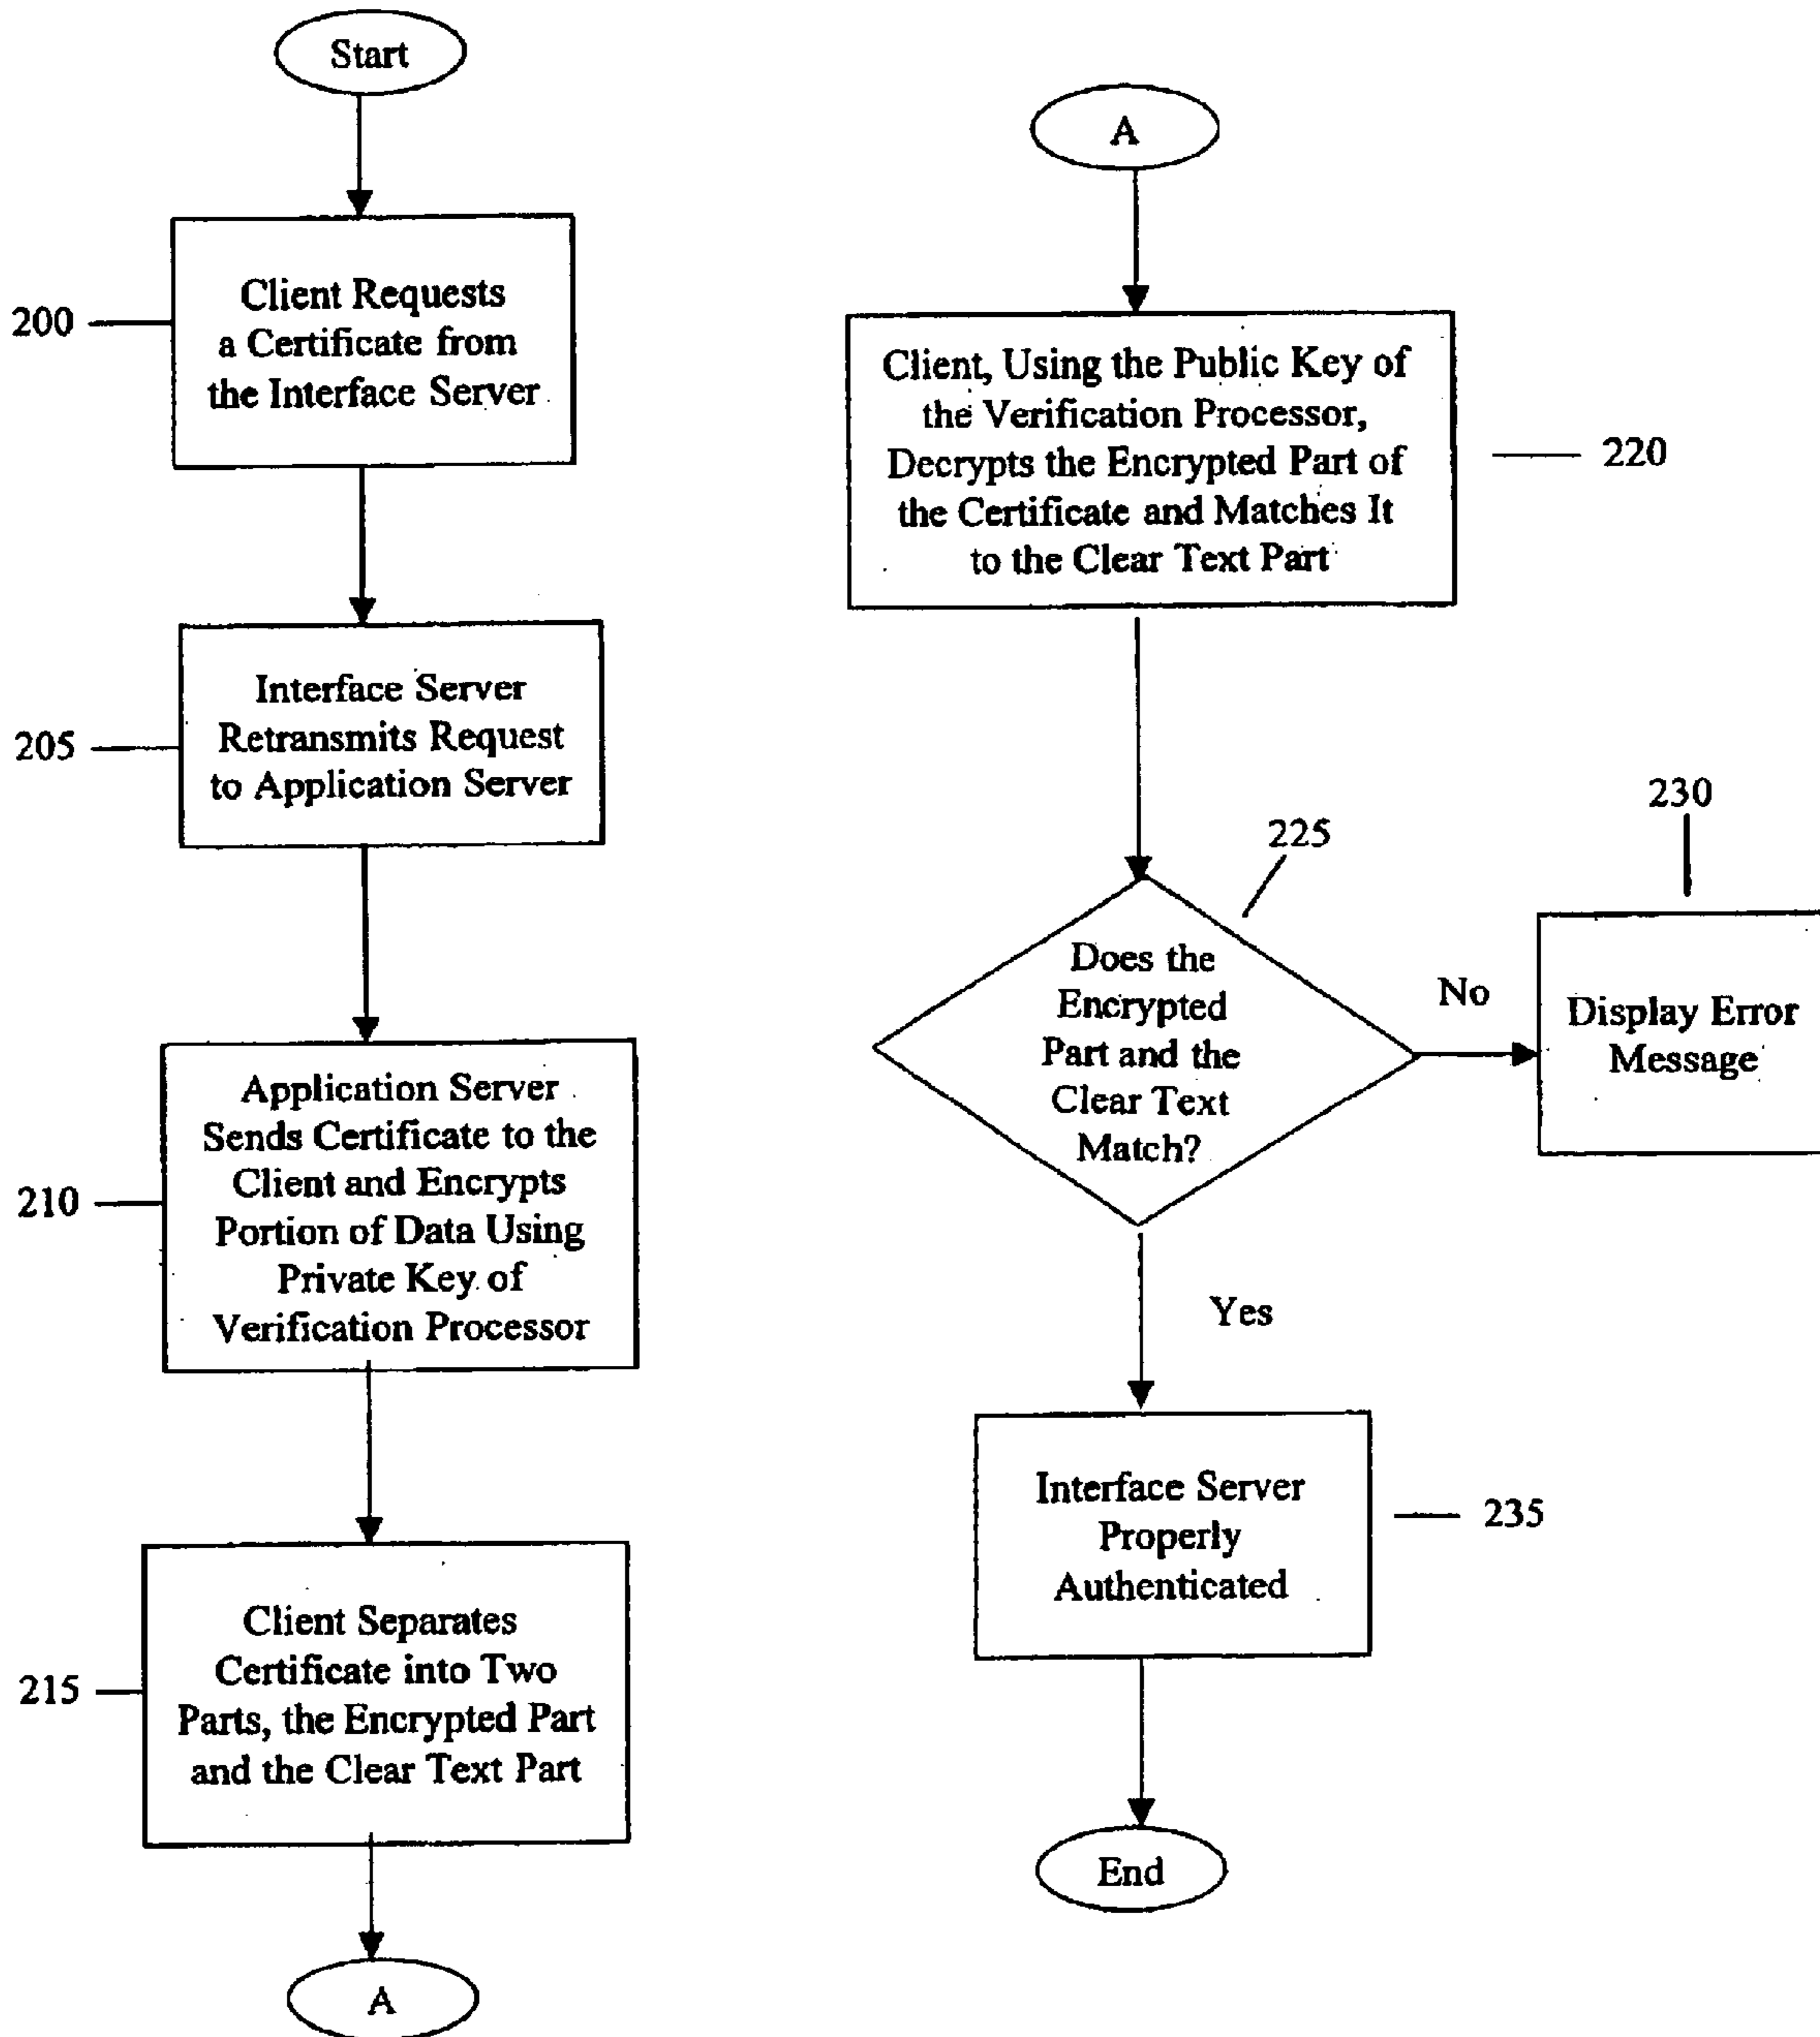 Start
200
Client Requests
a Certificate from
the Interface Server
205
Interface Server
Retransmits Request
to Application Server
210
Application Server
Sends Certificate to the
Client and Encrypts
Portion of Data Using
Private Key of
Verification Processor
215
Client Separates
Certificate into Two
Parts, the Encrypted Part
and the Clear Text Part
A
A
Client, Using the Public Key of
the Verification Processor,
Decrypts the Encrypted Part of
the Certificate and Matches It
to the Clear Text Part
220
225
Does the
Encrypted
Part and the
Clear Text
Match?
No
230
Display Error
Message
Yes
Interface Server
Properly
Authenticated
235
End